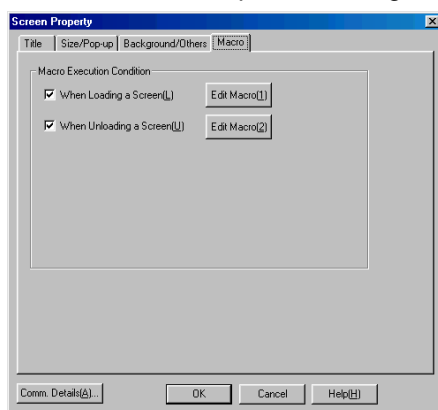 Screen Property
Title Size/Pop-up Background/Others Macro
Macro Execution Condition
When Loading a Screen(L) Edit Macro(1)
When Unloading a Screen(U) Edit Macro(2)
Comm. Details(A)... OK Cancel Help(H)